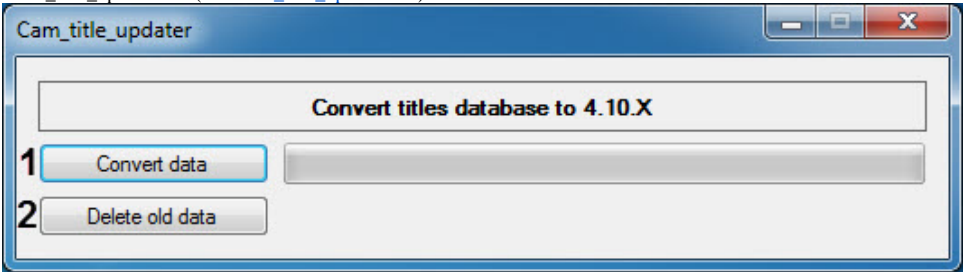 Cam_title_updater
Convert titles database to 4.10.X
1 Convert data
2 Delete old data